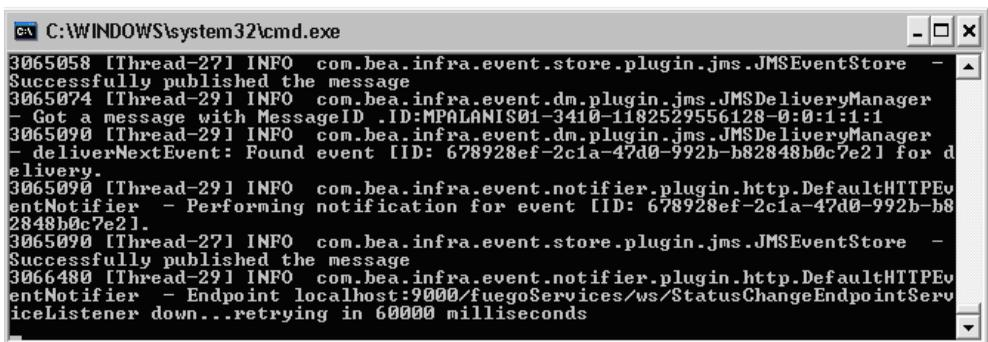 C:\WINDOWS\system32\cmd.exe
3065058 [Thread-27] INFO  com.bea.infra.event.store.plugin.jms.JMSEventStore  -
Successfully published the message
3065074 [Thread-29] INFO  com.bea.infra.event.dm.plugin.jms.JMSDeliveryManager
- Got a message with MessageID .ID:MPALANIS01-3410-1182529556128-0:0:1:1:1
3065090 [Thread-29] INFO  com.bea.infra.event.dm.plugin.jms.JMSDeliveryManager
- deliverNextEvent: Found event [ID: 678928ef-2c1a-47d0-992b-b82848b0c7e2] for d
elivery.
3065090 [Thread-29] INFO  com.bea.infra.event.notifier.plugin.http.DefaultHTTPEv
entNotifier  - Performing notification for event [ID: 678928ef-2c1a-47d0-992b-b8
2848b0c7e2].
3065090 [Thread-27] INFO  com.bea.infra.event.store.plugin.jms.JMSEventStore  -
Successfully published the message
3066480 [Thread-29] INFO  com.bea.infra.event.notifier.plugin.http.DefaultHTTPEv
entNotifier  - Endpoint localhost:9000/fuegoServices/ws/StatusChangeEndpointServ
iceListener down...retrying in 60000 milliseconds